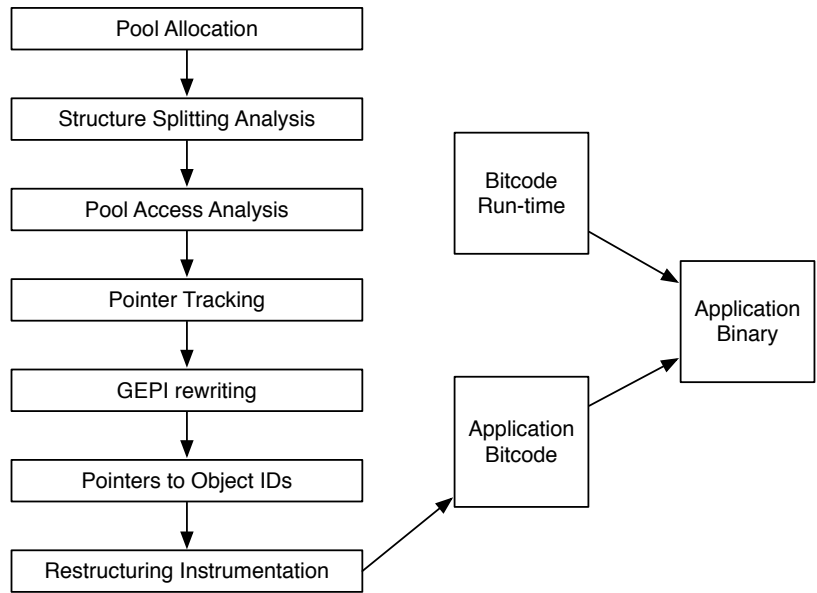 Pool Allocation
Structure Splitting Analysis
Pool Access Analysis
Pointer Tracking
GEPI rewriting
Pointers to Object IDs
Restructuring Instrumentation
Bitcode
Run-time
Application
Bitcode
Application
Binary